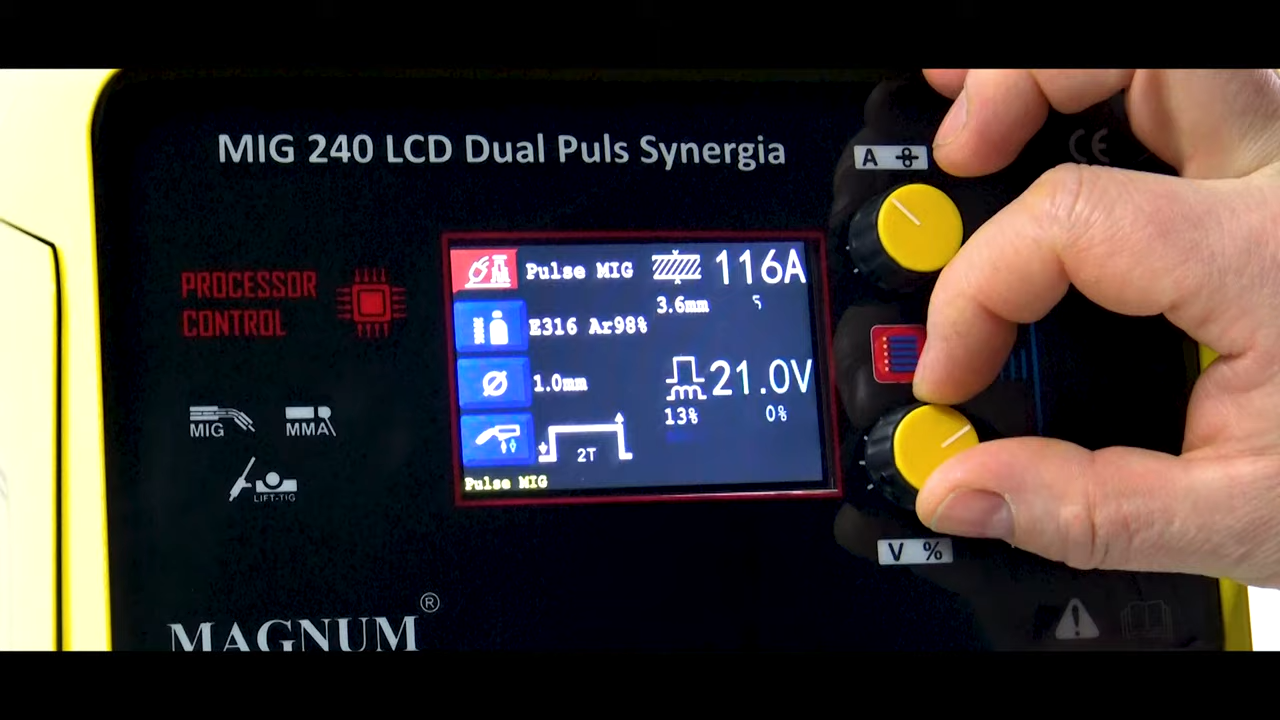 MIG 240 LCD Dual Puls Synergia
A
CE
PROCESSOR
CONTROL
Pulse MIG
116A
3.6mm
E316 Ar98%
1.0mm
21.0V
13%
0%
2T
Pulse MIG
MIG
MMA
LIFT-TIG
V %
MAGNUM®